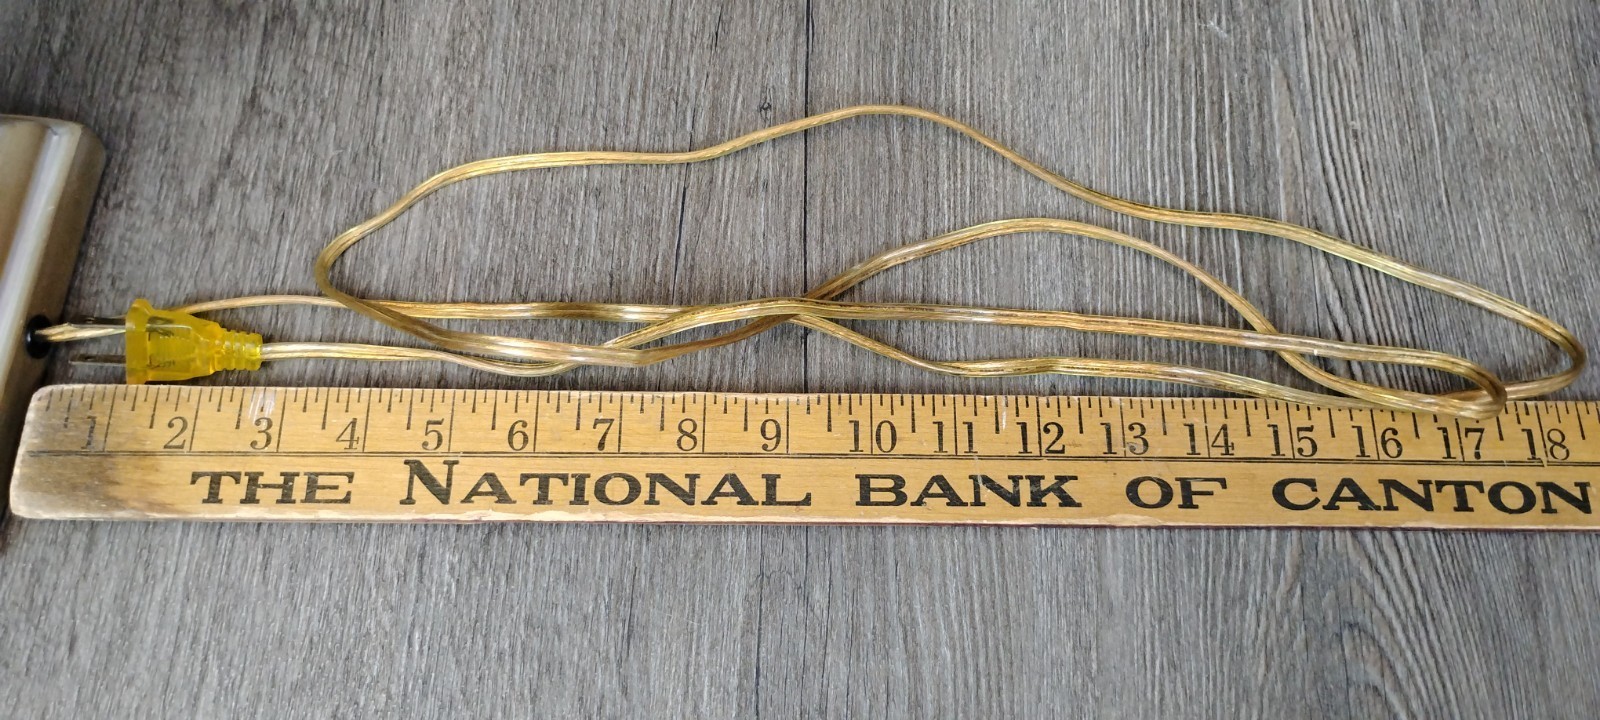 1 2 3 4 5 6 7 8 9 10 11 12 13 14 15 16 17 18
THE NATIONAL BANK OF CANTON